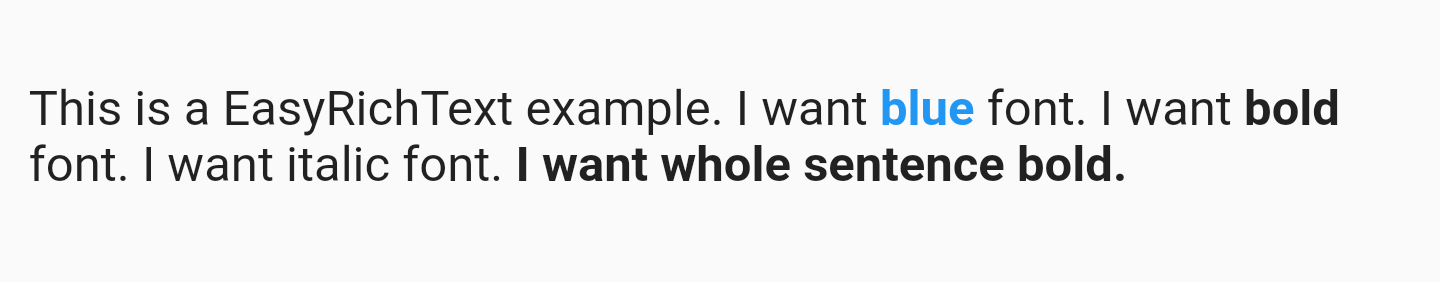 This is a EasyRichText example. I want blue font. I want bold
font. I want italic font. I want whole sentence bold.